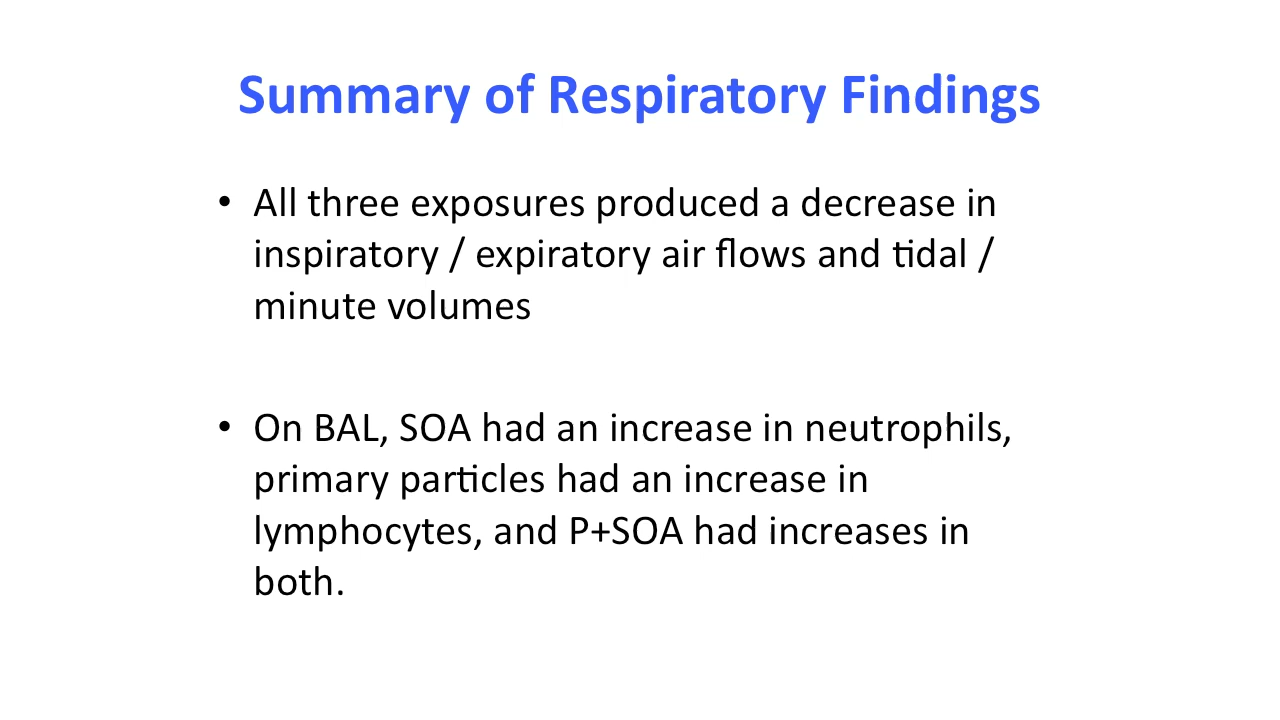 Summary of Respiratory Findings
• All three exposures produced a decrease in
inspiratory / expiratory air flows and tidal /
minute volumes
• On BAL, SOA had an increase in neutrophils,
primary particles had an increase in
lymphocytes, and P+SOA had increases in
both.